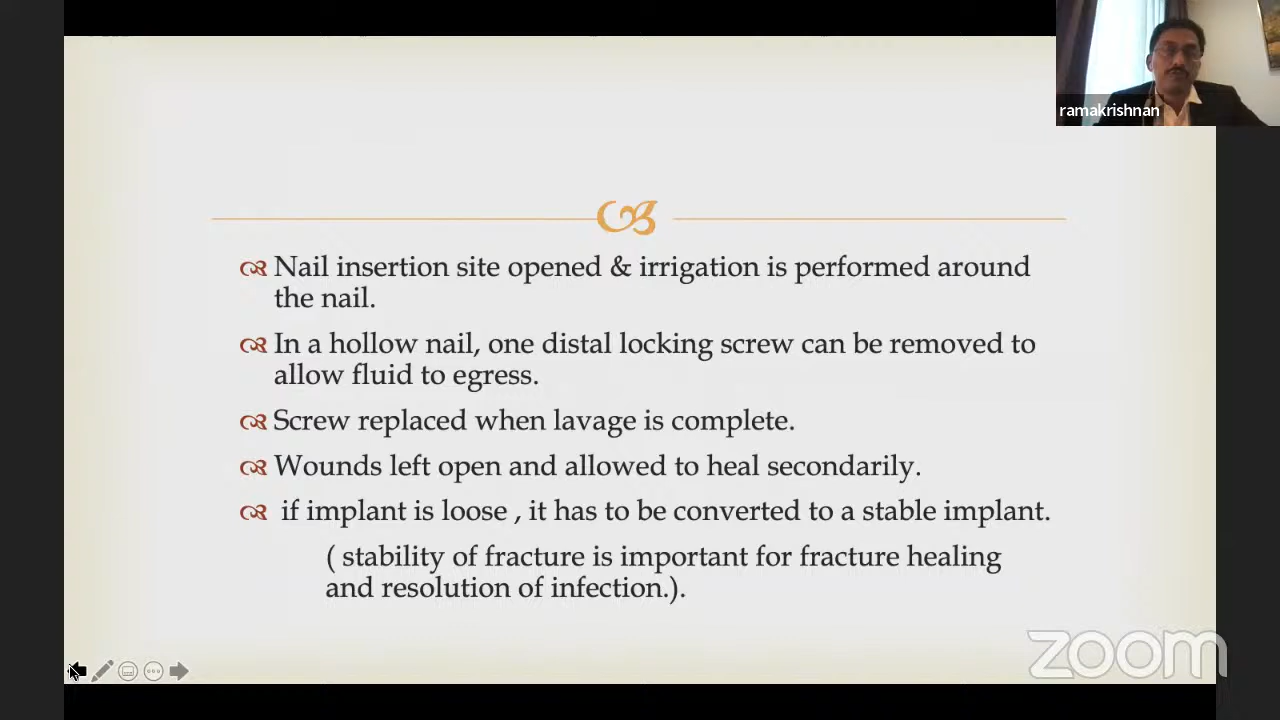 ramakrishnan
Nail insertion site opened & irrigation is performed around
the nail.
In a hollow nail, one distal locking screw can be removed to
allow fluid to egress.
Screw replaced when lavage is complete.
Wounds left open and allowed to heal secondarily.
if implant is loose , it has to be converted to a stable implant.
( stability of fracture is important for fracture healing
and resolution of infection.).
zoom